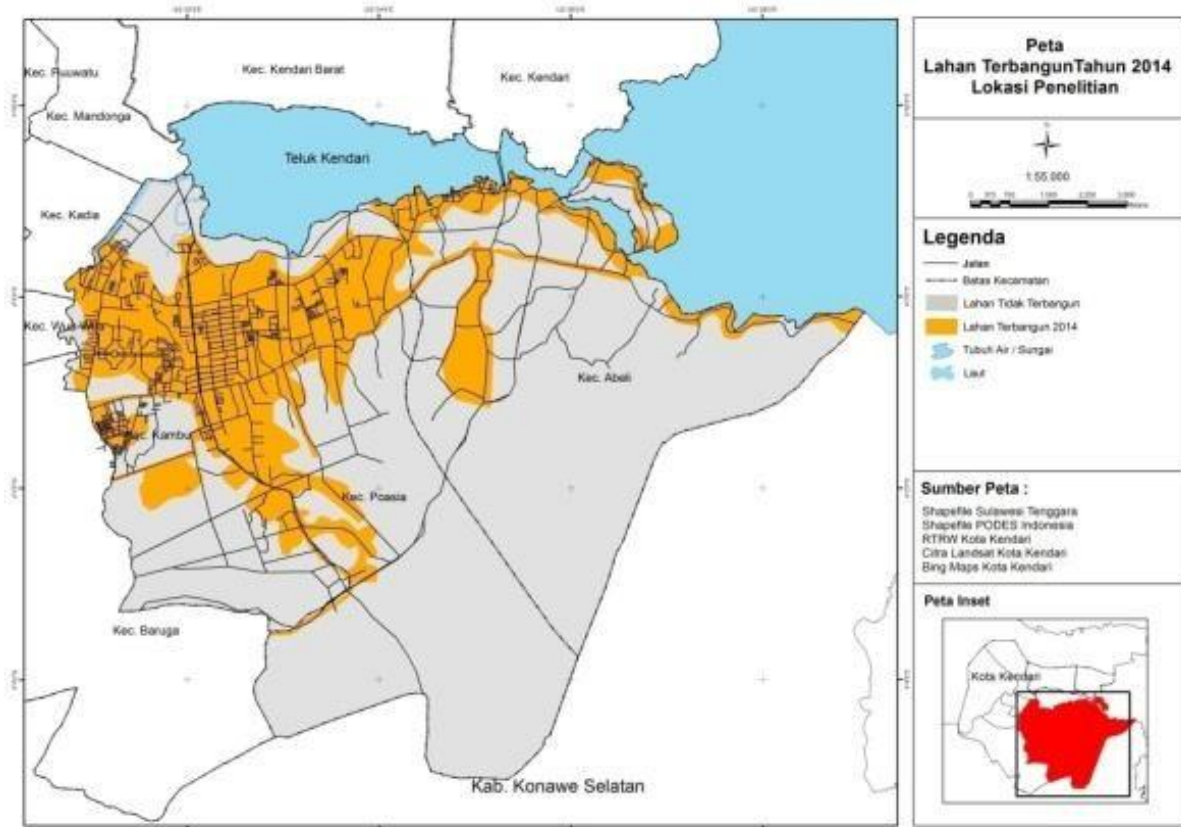 Kec. Puuwatu
Kec. Kendari Barat
Kec. Kendari
Kec. Mandonga
Teluk Kendari
Kec. Kadia
Kec. Wua-Wua
Kec. Abeli
Kec. Kambu
Kec. Poasia
Kec. Baruga
Kab. Konawe Selatan
Peta
Lahan TerbangunTahun 2014
Lokasi Penelitian
1:55.000
Legenda
Jalan
Batas Kecamatan
Lahan Tidak Terbangun
Lahan Terbangun 2014
Tubuh Air / Sungai
Laut
Sumber Peta :
Shapefile Sulawesi Tenggara
Shapefile PODES Indonesia
RTRW Kota Kendari
Citra Landsat Kota Kendari
Bing Maps Kota Kendari
Peta Inset
Kota Kendari